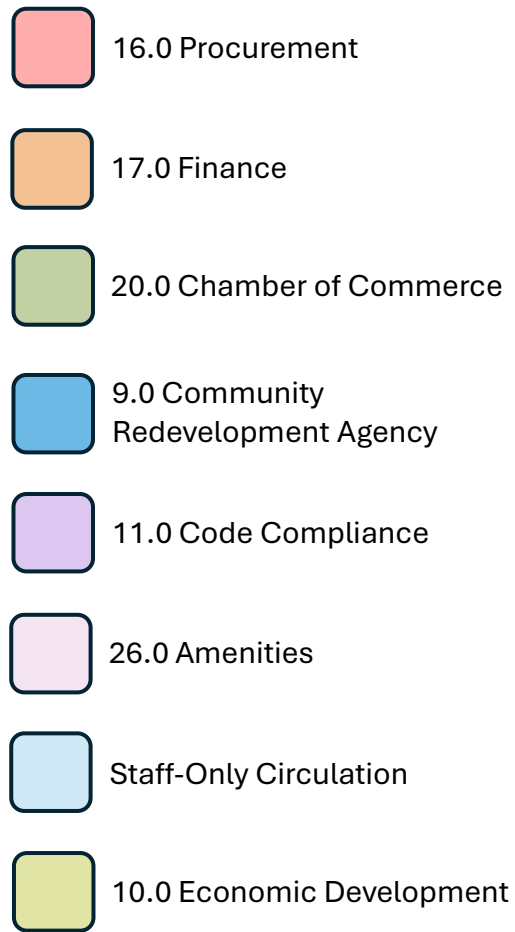 16.0 Procurement
17.0 Finance
20.0 Chamber of Commerce
9.0 Community
Redevelopment Agency
11.0 Code Compliance
26.0 Amenities
Staff-Only Circulation
10.0 Economic Development